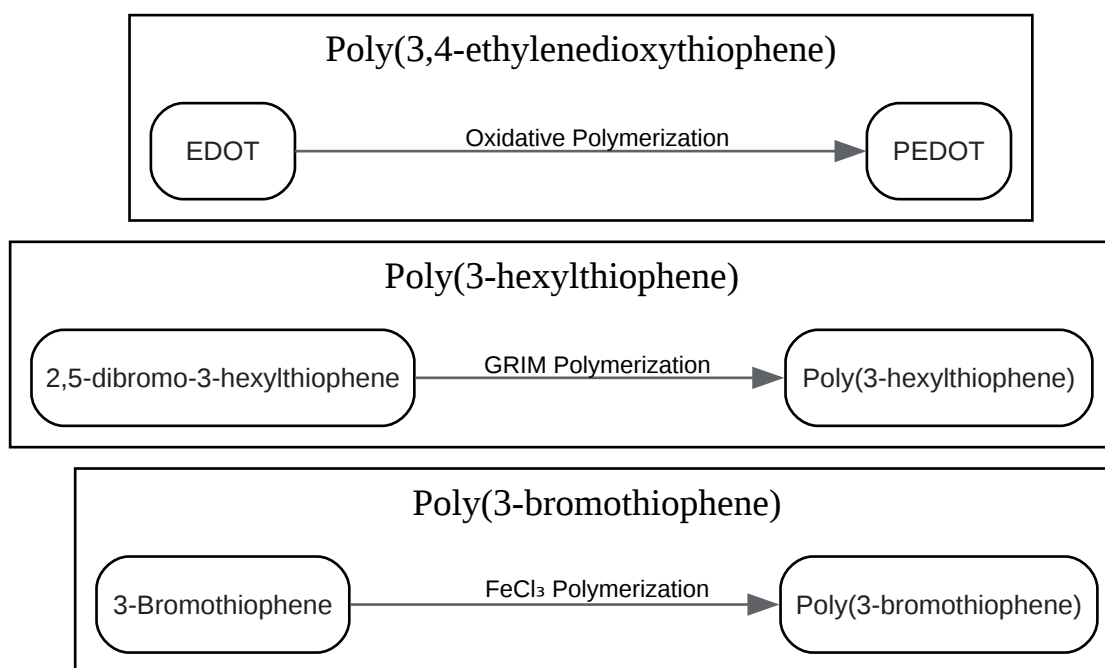 Poly(3,4-ethylenedioxythiophene)
EDOT
Oxidative Polymerization
PEDOT
Poly(3-hexylthiophene)
2,5-dibromo-3-hexylthiophene
GRIM Polymerization
Poly(3-hexylthiophene)
Poly(3-bromothiophene)
3-Bromothiophene
FeCl₃ Polymerization
Poly(3-bromothiophene)